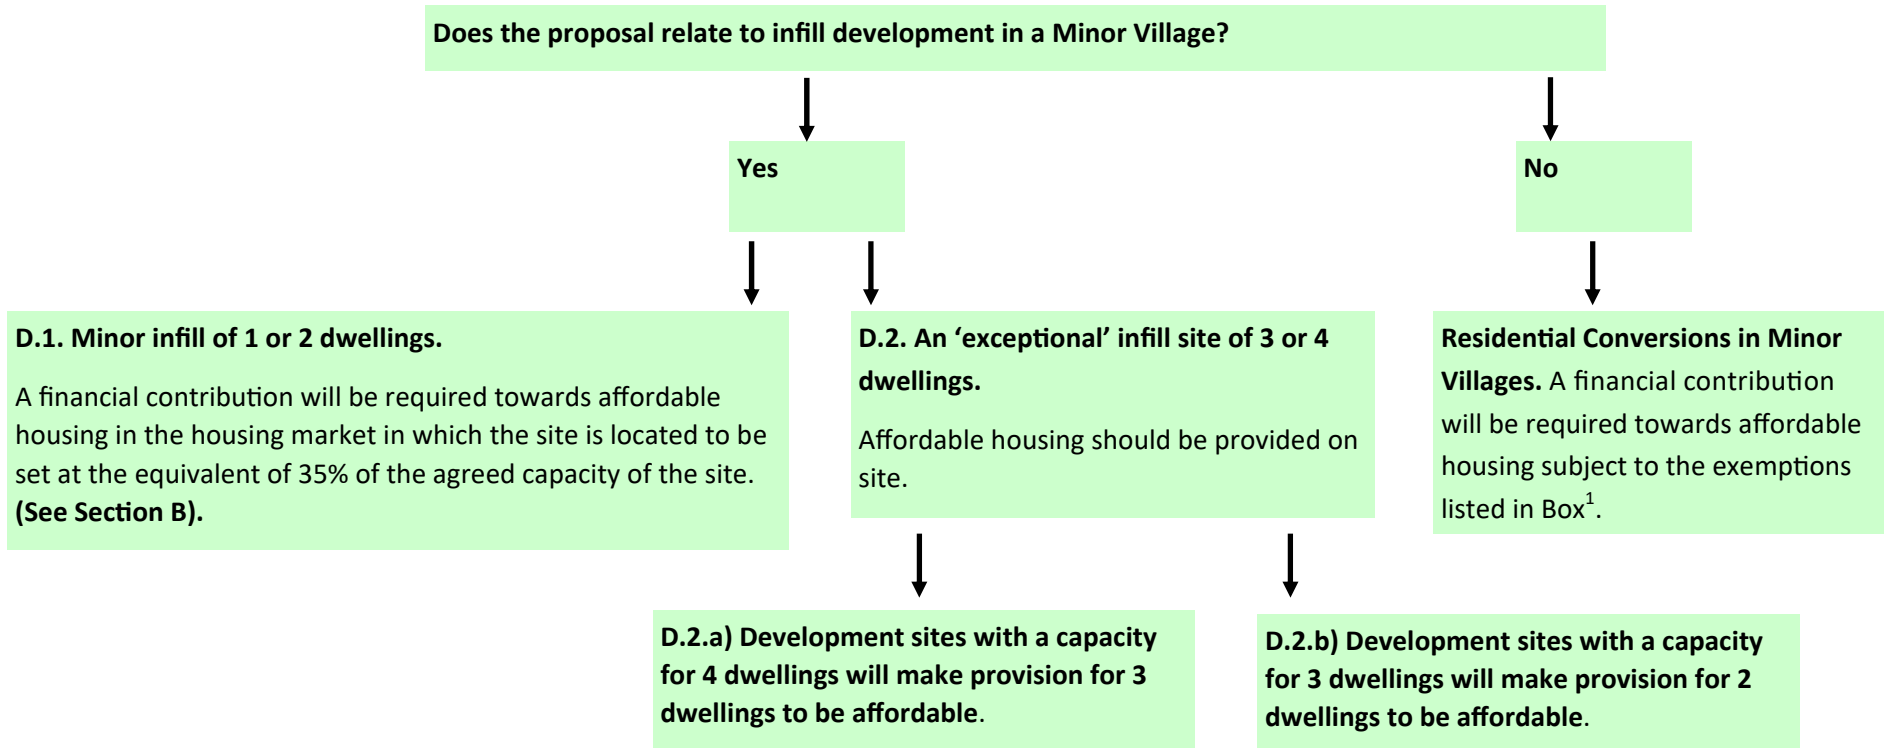 Does the proposal relate to infill development in a Minor Village?
Yes
No
D.1. Minor infill of 1 or 2 dwellings.
A financial contribution will be required towards affordable
housing in the housing market in which the site is located to be
set at the equivalent of 35% of the agreed capacity of the site.
(See Section B).
D.2. An ‘exceptional’ infill site of 3 or 4
dwellings.
Affordable housing should be provided on
site.
Residential Conversions in Minor
Villages. A financial contribution
will be required towards affordable
housing subject to the exemptions
listed in Box¹.
D.2.a) Development sites with a capacity
for 4 dwellings will make provision for 3
dwellings to be affordable.
D.2.b) Development sites with a capacity
for 3 dwellings will make provision for 2
dwellings to be affordable.